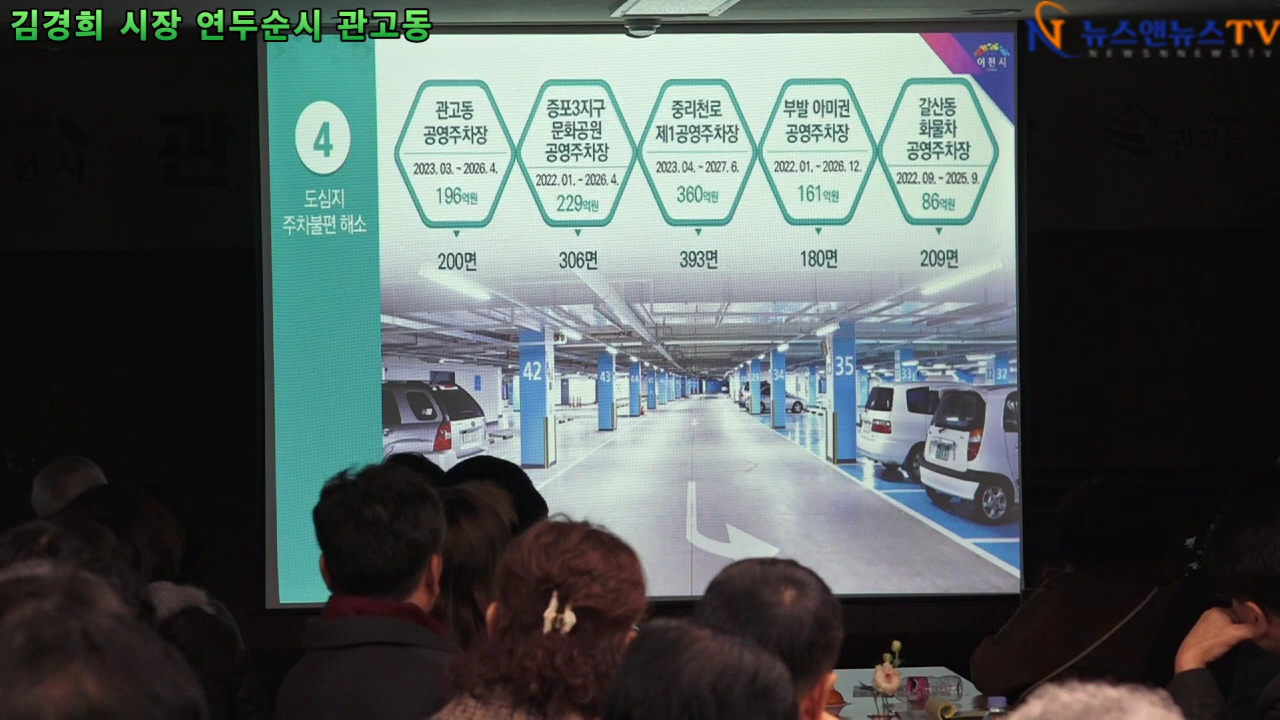 김경희 시장 연두순시 관고동
뉴스앤뉴스TV
NEWSNNEWSTV
이천시
4
도심지
주차불편 해소
관고동
공영주차장
2023. 03. ~ 2026. 4.
196억원
200면
증포3지구
문화공원
공영주차장
2022. 01. ~ 2026. 4.
229억원
306면
중리천로
제1공영주차장
2023. 04. ~ 2027. 6.
360억원
393면
부발 아미권
공영주차장
2022. 01. ~ 2026. 12.
161억원
180면
갈산동
화물차
공영주차장
2022. 09. ~ 2025. 9.
86억원
209면
42
43
34
35
33
32
천시
관
관고동